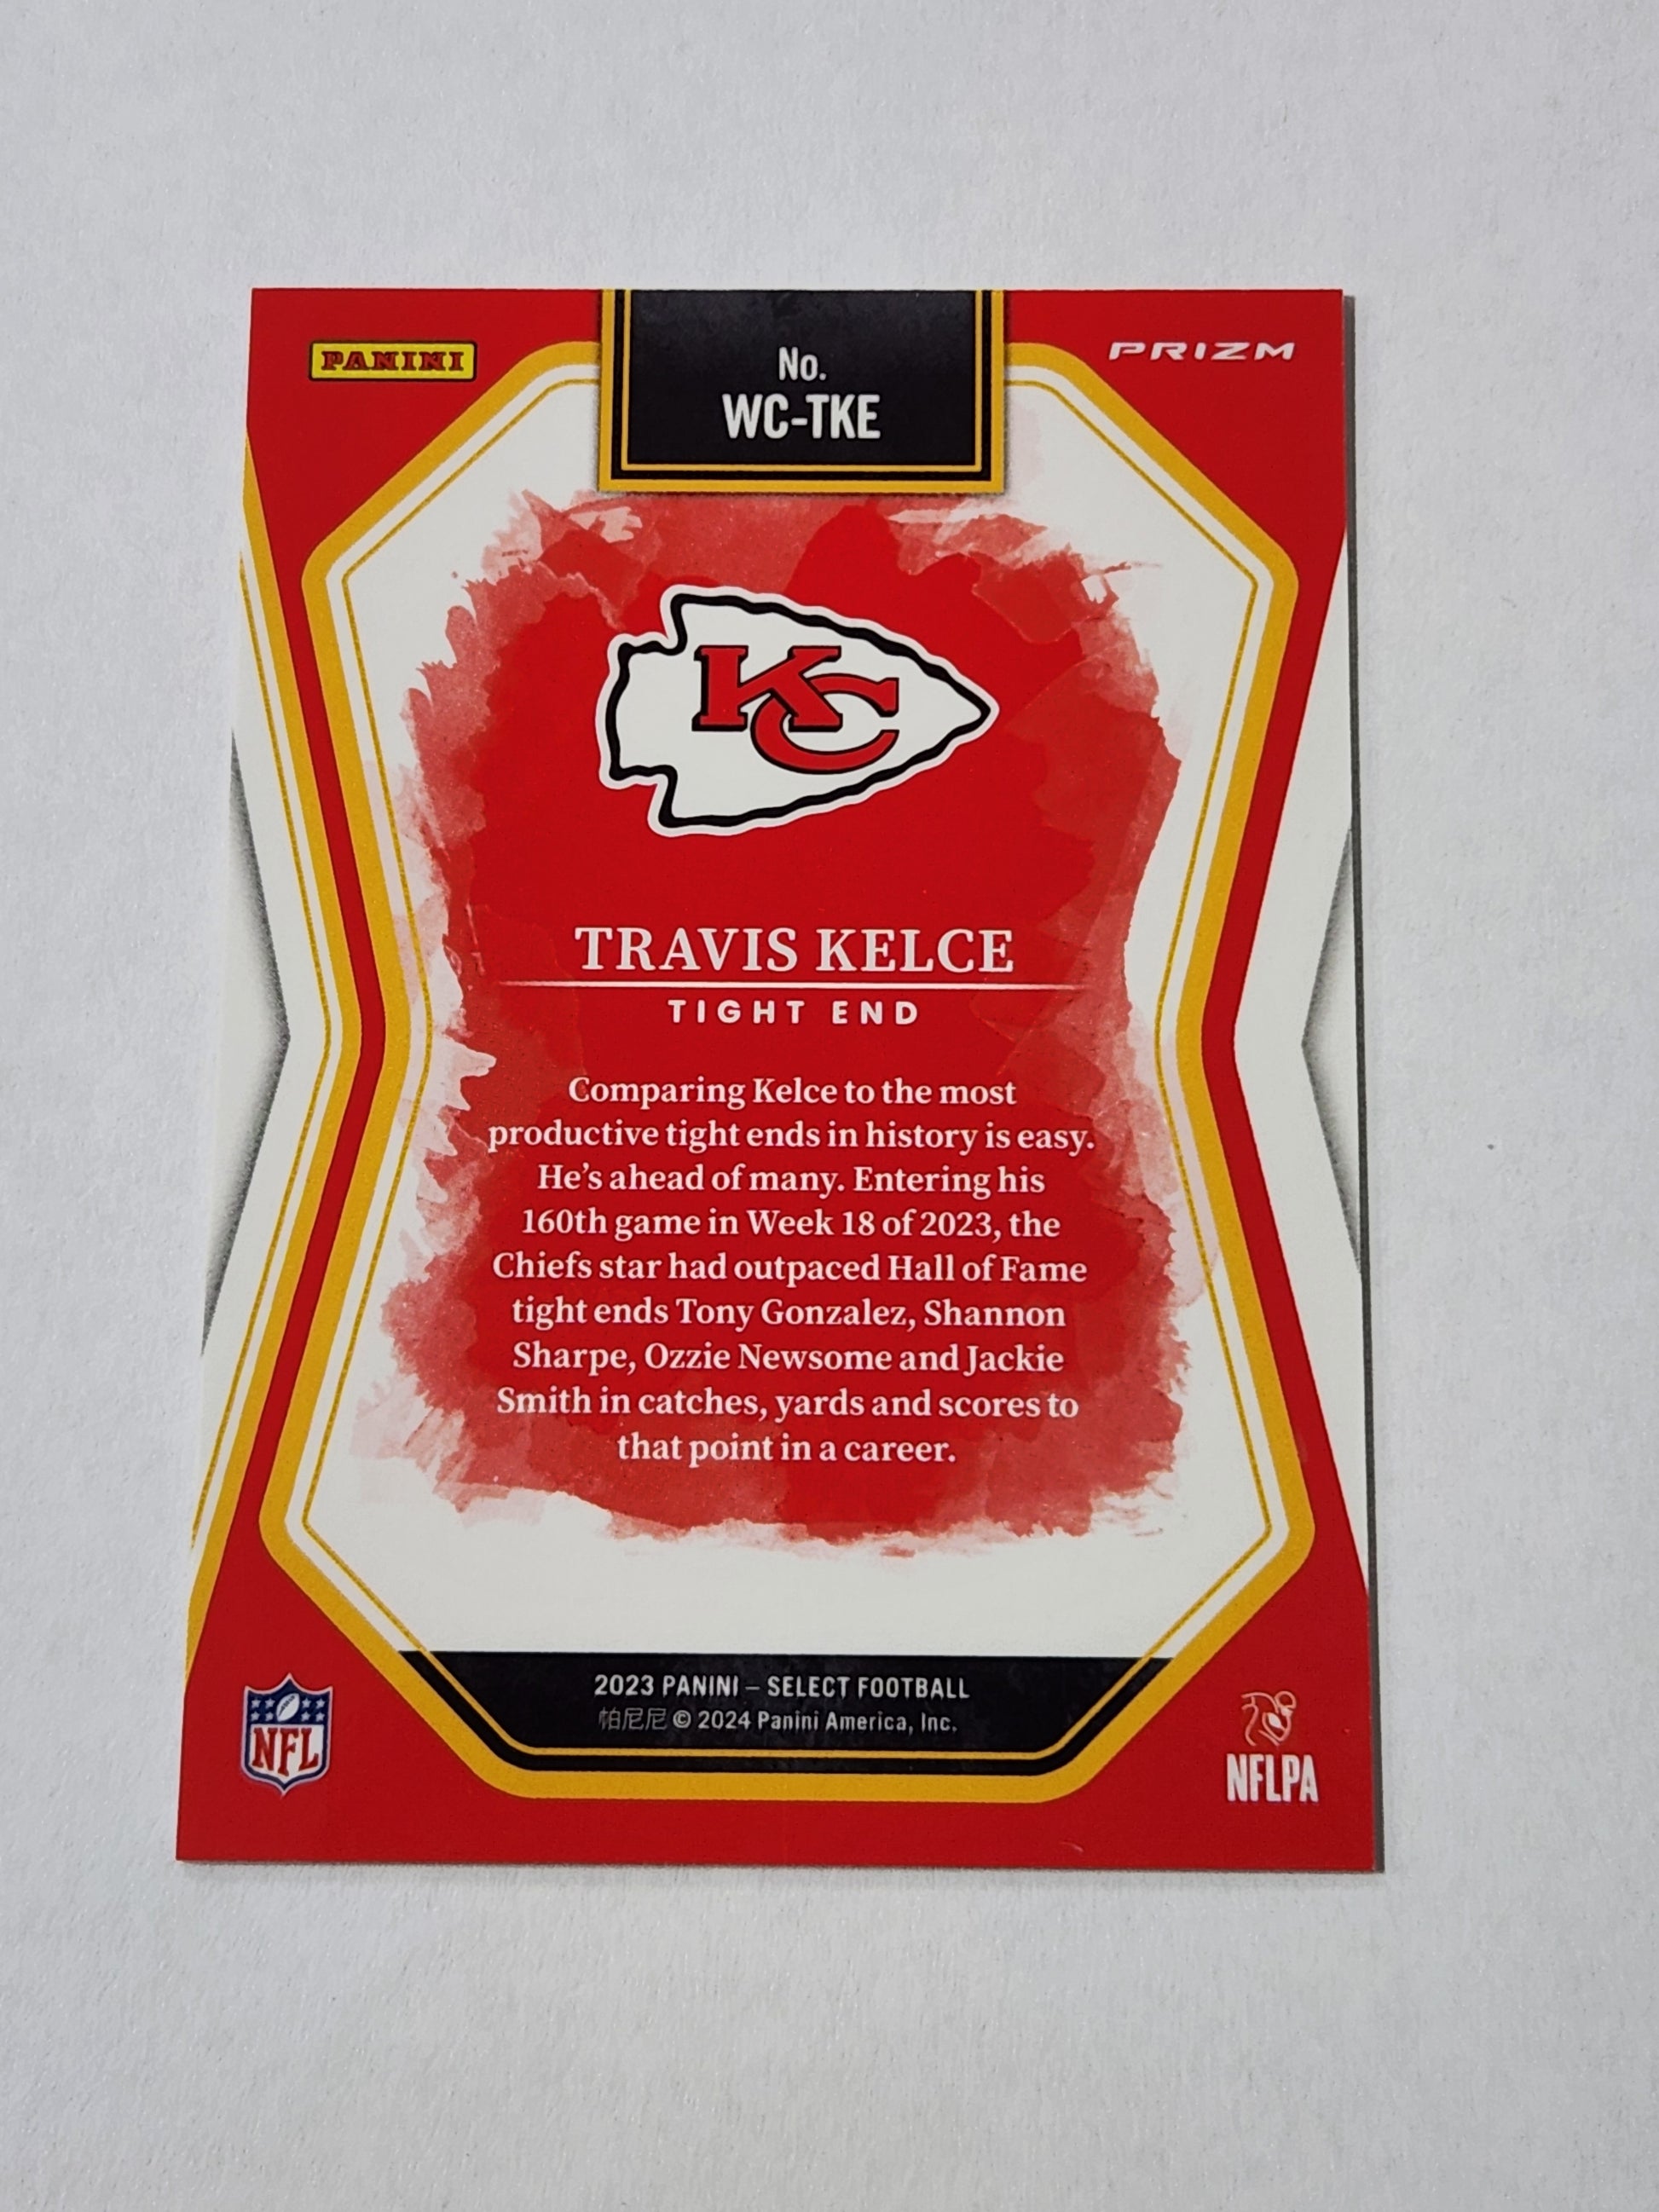 PANINI
No.
WC-TKE
PRIZM
KC
TRAVIS KELCE
TIGHT END
Comparing Kelce to the most
productive tight ends in history is easy.
He's ahead of many. Entering his
160th game in Week 18 of 2023, the
Chiefs star had outpaced Hall of Fame
tight ends Tony Gonzalez, Shannon
Sharpe, Ozzie Newsome and Jackie
Smith in catches, yards and scores to
that point in a career.
2023 PANINI – SELECT FOOTBALL
帕尼尼 © 2024 Panini America, Inc.
NFL
NFLPA